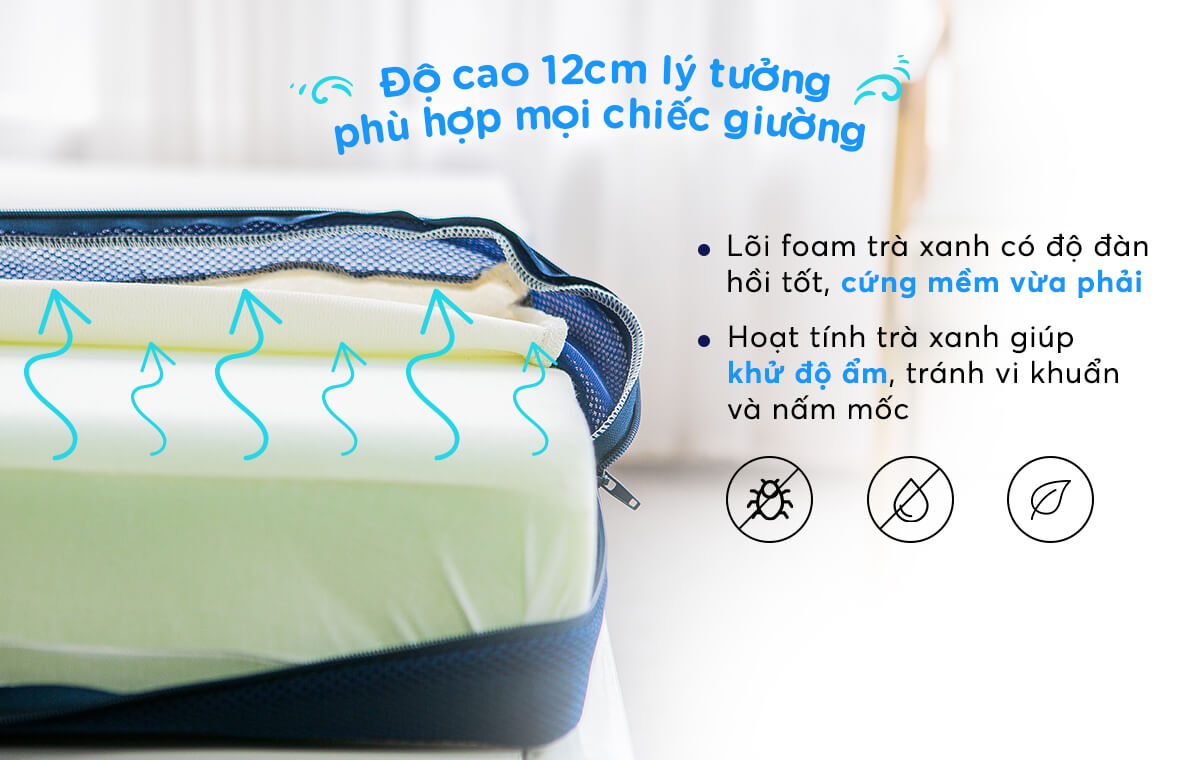 Độ cao 12cm lý tưởng
phù hợp mọi chiếc giường
• Lõi foam trà xanh có độ đàn
hồi tốt, cứng mềm vừa phải
• Hoạt tính trà xanh giúp
khử độ ẩm, tránh vi khuẩn
và nấm mốc